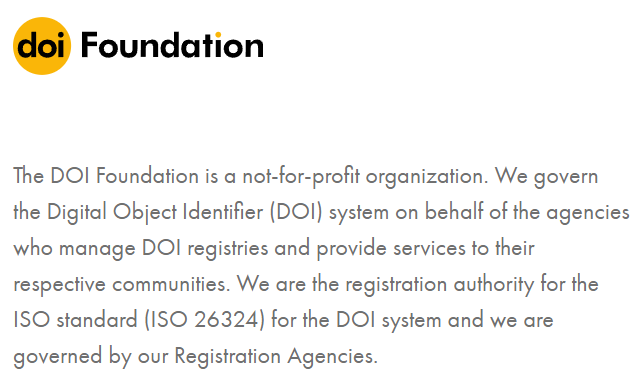 doi Foundation
The DOI Foundation is a not-for-profit organization. We govern
the Digital Object Identifier (DOI) system on behalf of the agencies
who manage DOI registries and provide services to their
respective communities. We are the registration authority for the
ISO standard (ISO 26324) for the DOI system and we are
governed by our Registration Agencies.